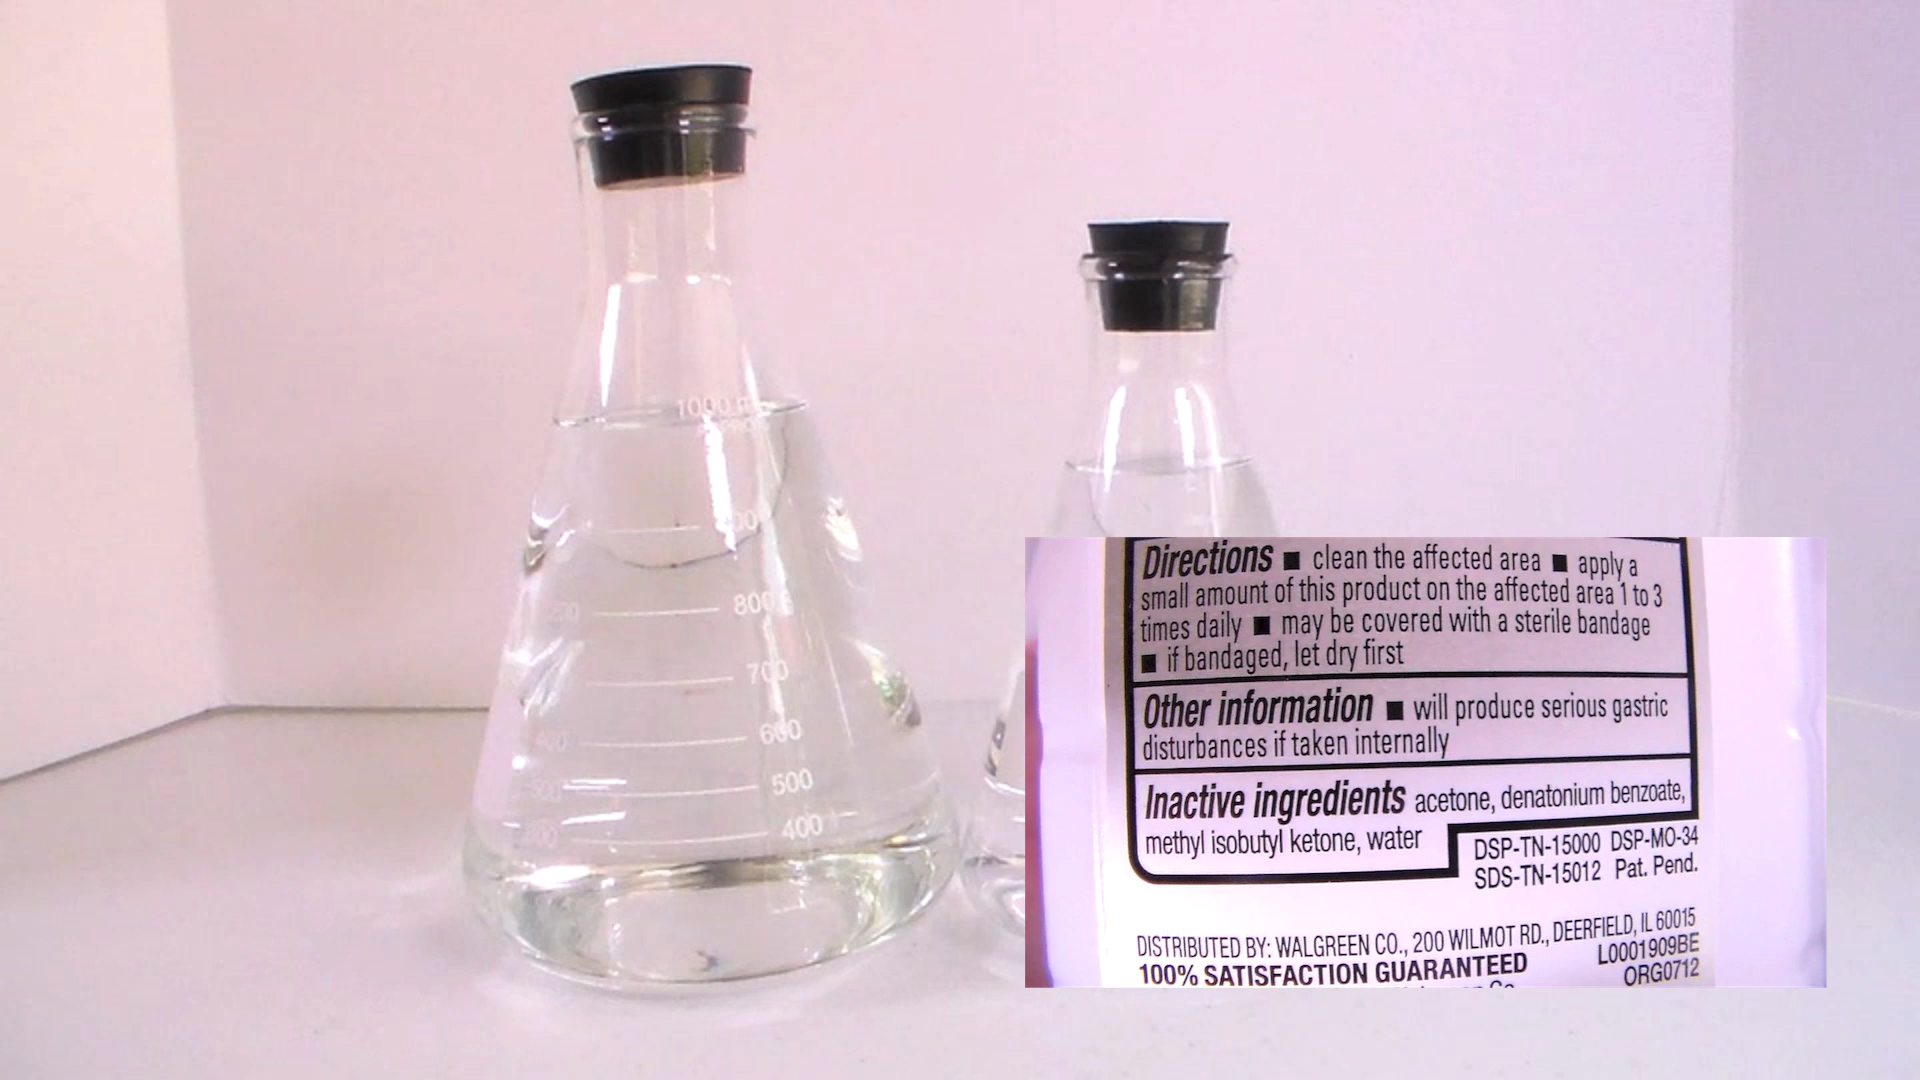 1000 m
800
700
600
500
400
Directions ■ clean the affected area ■ apply a
small amount of this product on the affected area 1 to 3
times daily ■ may be covered with a sterile bandage
■ if bandaged, let dry first
Other information ■ will produce serious gastric
disturbances if taken internally
Inactive ingredients acetone, denatonium benzoate,
methyl isobutyl ketone, water
DSP-TN-15000 DSP-MO-34
SDS-TN-15012 Pat. Pend.
DISTRIBUTED BY: WALGREEN CO., 200 WILMOT RD., DEERFIELD, IL 60015
100% SATISFACTION GUARANTEED
L0001909BE
ORG0712